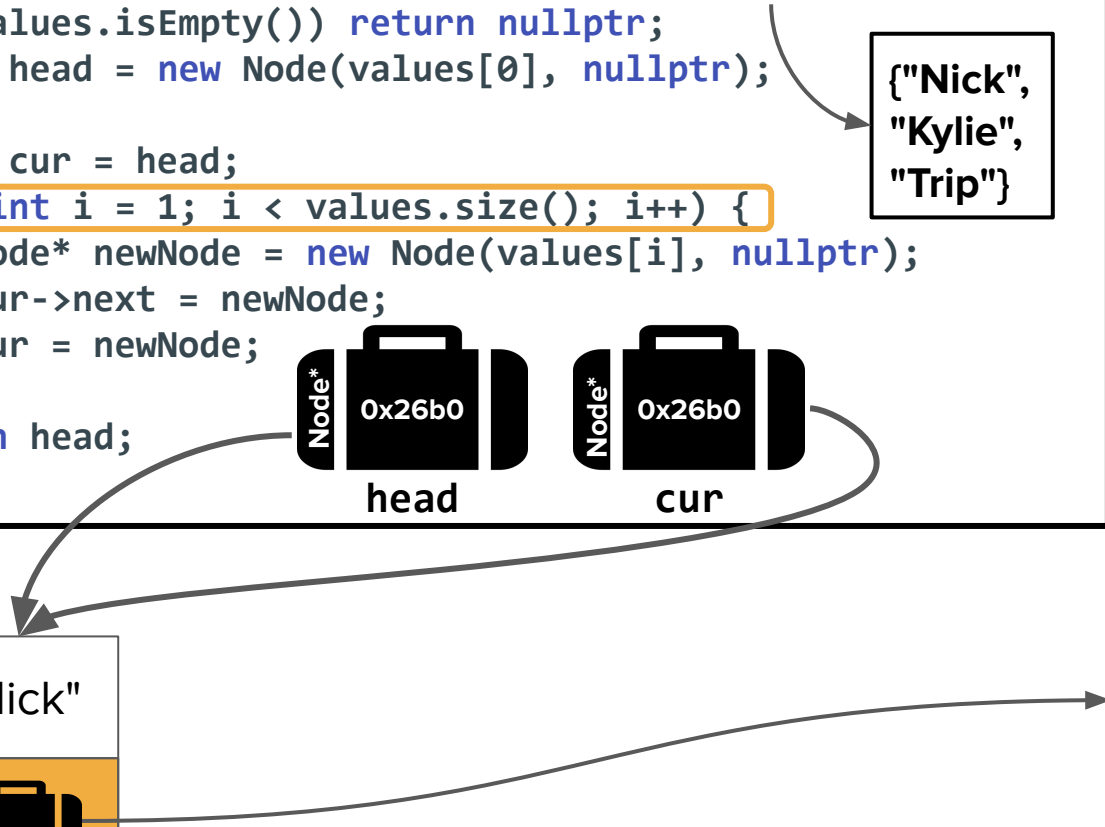 alues.isEmpty()) return nullptr;
head = new Node(values[0], nullptr);
cur = head;
int i = 1; i < values.size(); i++) {
ode* newNode = new Node(values[i], nullptr);
ur->next = newNode;
ur = newNode;
n head;
{"Nick",
"Kylie",
"Trip"}
Node*
0x26b0
head
Node*
0x26b0
cur
lick"